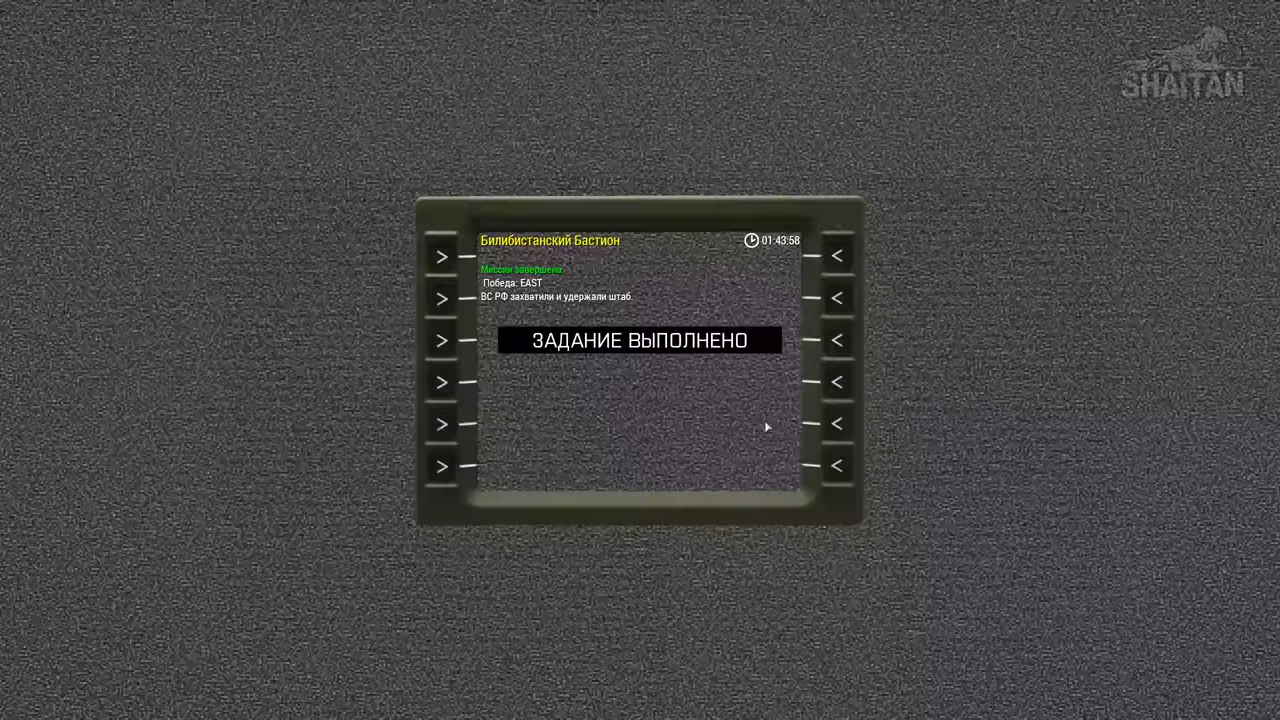 SHAITAN
Билибистанский Бастион 01:43:58
Миссия завершена
Победа: EAST
ВС РФ захватили и удержали штаб.
ЗАДАНИЕ ВЫПОЛНЕНО